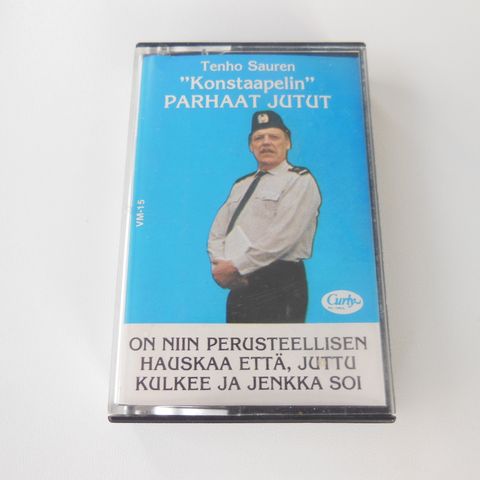 Tenho Sauren
"Konstaapelin"
PARHAAT JUTUT
VM-15
Curly
ON NIIN PERUSTEELLISEN
HAUSKAA ETTÄ, JUTTU
KULKEE JA JENKKA SOI